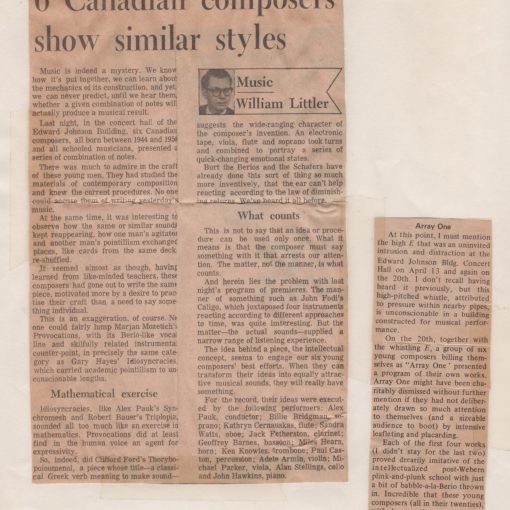 6 Canadian composers
show similar styles
Music is indeed a mystery. We know
how it's put together, we can learn about
the mechanics of its construction, and yet,
we can never predict, until we hear them,
whether a given combination of notes will
actually produce a musical result.
Last night, in the concert hall of the
Edward Johnson Building, six Canadian
composers, all born between 1944 and 1950
and all schooled musicians, presented a
series of combination of notes.
There was much to admire in the craft
of these young men. They had studied the
materials of contemporary composition
and knew the current procedures. No one
could accuse them of writing yesterday's
music.
At the same time, it was interesting to
observe how the same or similar sounds
kept reappearing, how one man's agitato
and another man's pointillism exchanged
places, like cards from the same deck
re-shuffled.
It seemed almost as though, having
learned from like-minded teachers, these
composers had gone out to write the same
piece, motivated more by a desire to prac-
tise their craft than a need to say some-
thing individual.
This is an exaggeration, of course. No
one could fairly lump Marjan Mozetich's
Provocations, with its Berio-like vocal
line and skilfully related instrumental
counter-point, in precisely the same cate-
gory as Gary Hayes' Idiosyncracies,
which carried academic pointillism to un-
conscionable lengths.
Mathematical exercise
Idiosyncracies, like Alex Pauk's Syn-
chromesh and Robert Bauer's Triptopia,
sounded all too much like an exercise in
mathematics. Provocations did at least
find in the human voice an agent for
expressivity.
So, indeed, did Clifford Ford's Thorybo-
poioumenoi, a piece whose title—a classi-
cal Greek verb meaning to make sound—
Music
William Littler
suggests the wide-ranging character of
the composer's invention. An electronic
tape, viola, flute and soprano took turns
and combined to portray a series of
quick-changing emotional states.
But the Berios and the Schafers have
already done this sort of thing so much
more inventively, that the ear can't help
reacting according to the law of diminish-
ing returns. We've heard it all before.
What counts
This is not to say that an idea or proce-
dure can be used only once. What it
means is that the composer must say
something with it that arrests our atten-
tion. The matter, not the manner, is what
counts.
And herein lies the problem with last
night's program of premieres. The man-
ner of something such as John Fodi's
Caligo, which juxtaposed four instruments
reacting according to different approaches
to time, was quite interesting. But the
matter—the actual sounds—supplied a
narrow range of listening experience.
The idea behind a piece, the intellectual
concept, seems to engage our six young
composers' best efforts. When they can
transform their ideas into equally attrac-
tive musical sounds, they will really have
something.
For the record, their ideas were execut-
ed by the following performers: Alex
Pauk, conductor; Billie Bridgman, so-
prano; Kathryn Cernauskas, flute; Sandra
Watts, oboe; Jack Fetherston, clarinet;
Geoffrey Barnes, bassoon; Miles Hearn,
horn; Ken Knowles, trombone; Paul Cas-
ton, percussion; Adele Armin, violin; Mi-
chael Parker, viola, Alan Stellings, cello
and John Hawkins, piano.
Array One
At this point, I must mention
the high E that was an uninvited
intrusion and distraction at the
Edward Johnson Bldg. Concert
Hall on April 13 and again on
the 20th. I don't recall having
heard it previously, but this
high-pitched whistle, attributed
to pressure within nearby pipes,
is unconscionable in a building
constructed for musical perfor-
mance.
On the 20th, together with
the whistling E, a group of six
young composers billing them-
selves as "Array One" presented
a program of their own works.
Array One might have been cha-
ritably dismissed without further
mention if they had not deliber-
ately drawn so much attention
to themselves (and a sizeable
audience to boot) by intensive
leafleting and placarding.
Each of the first four works
(I didn't stay for the last two)
proved drearily imitative of the
intellectualized post-Webern
plink-and-plunk school with just
a bit of babble-a-la-Berio thrown
in. Incredible that these young
composers (all in their twenties),